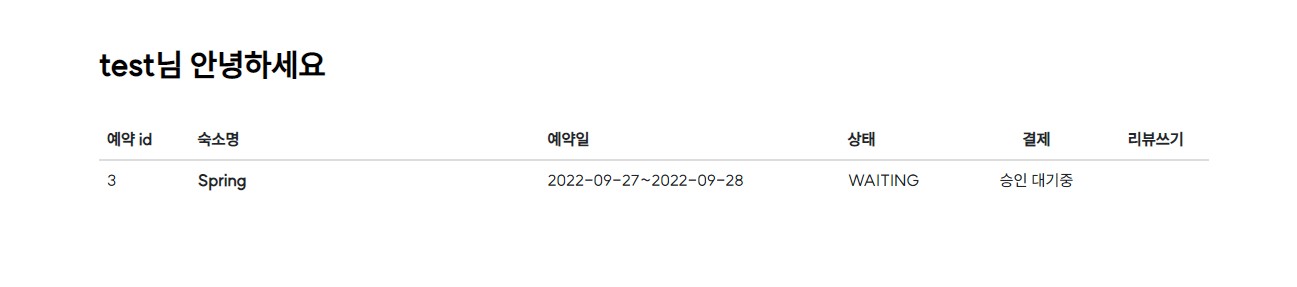 test님 안녕하세요
예약 id 숙소명 예약일 상태 결제 리뷰쓰기
3 Spring 2022-09-27~2022-09-28 WAITING 승인 대기중